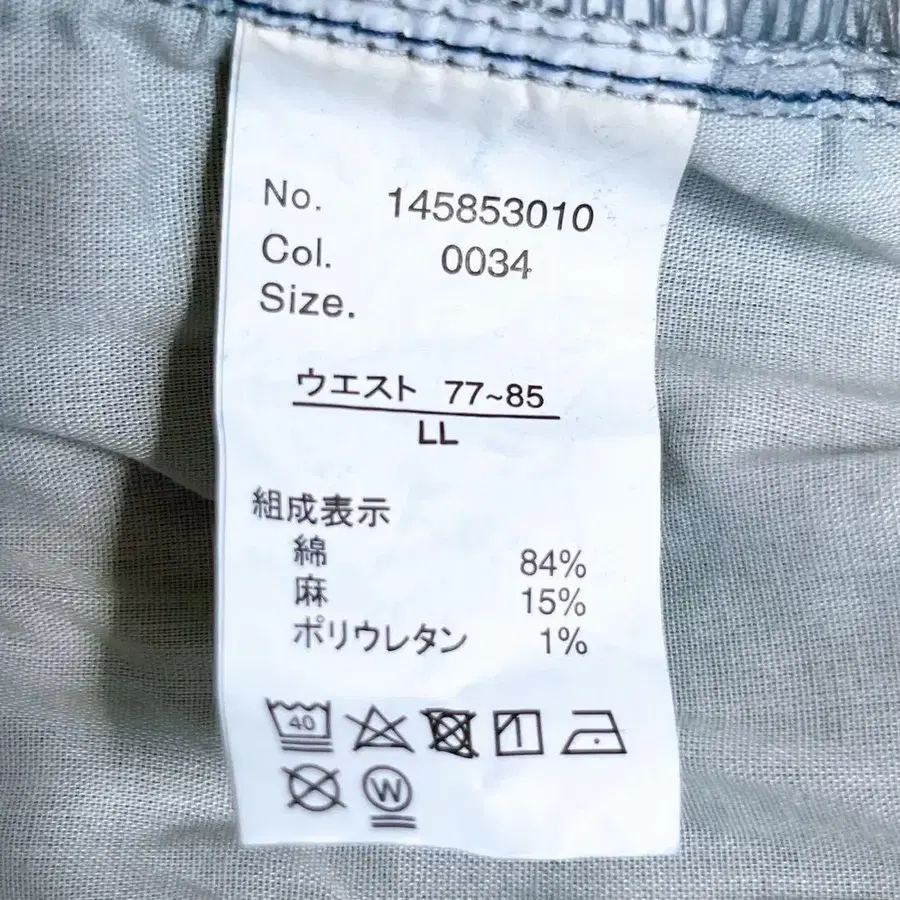 No. 145853010
Col. 0034
Size.
ウエスト 77~85
LL
組成表示
綿 84%
麻 15%
ポリウレタン 1%
40
W